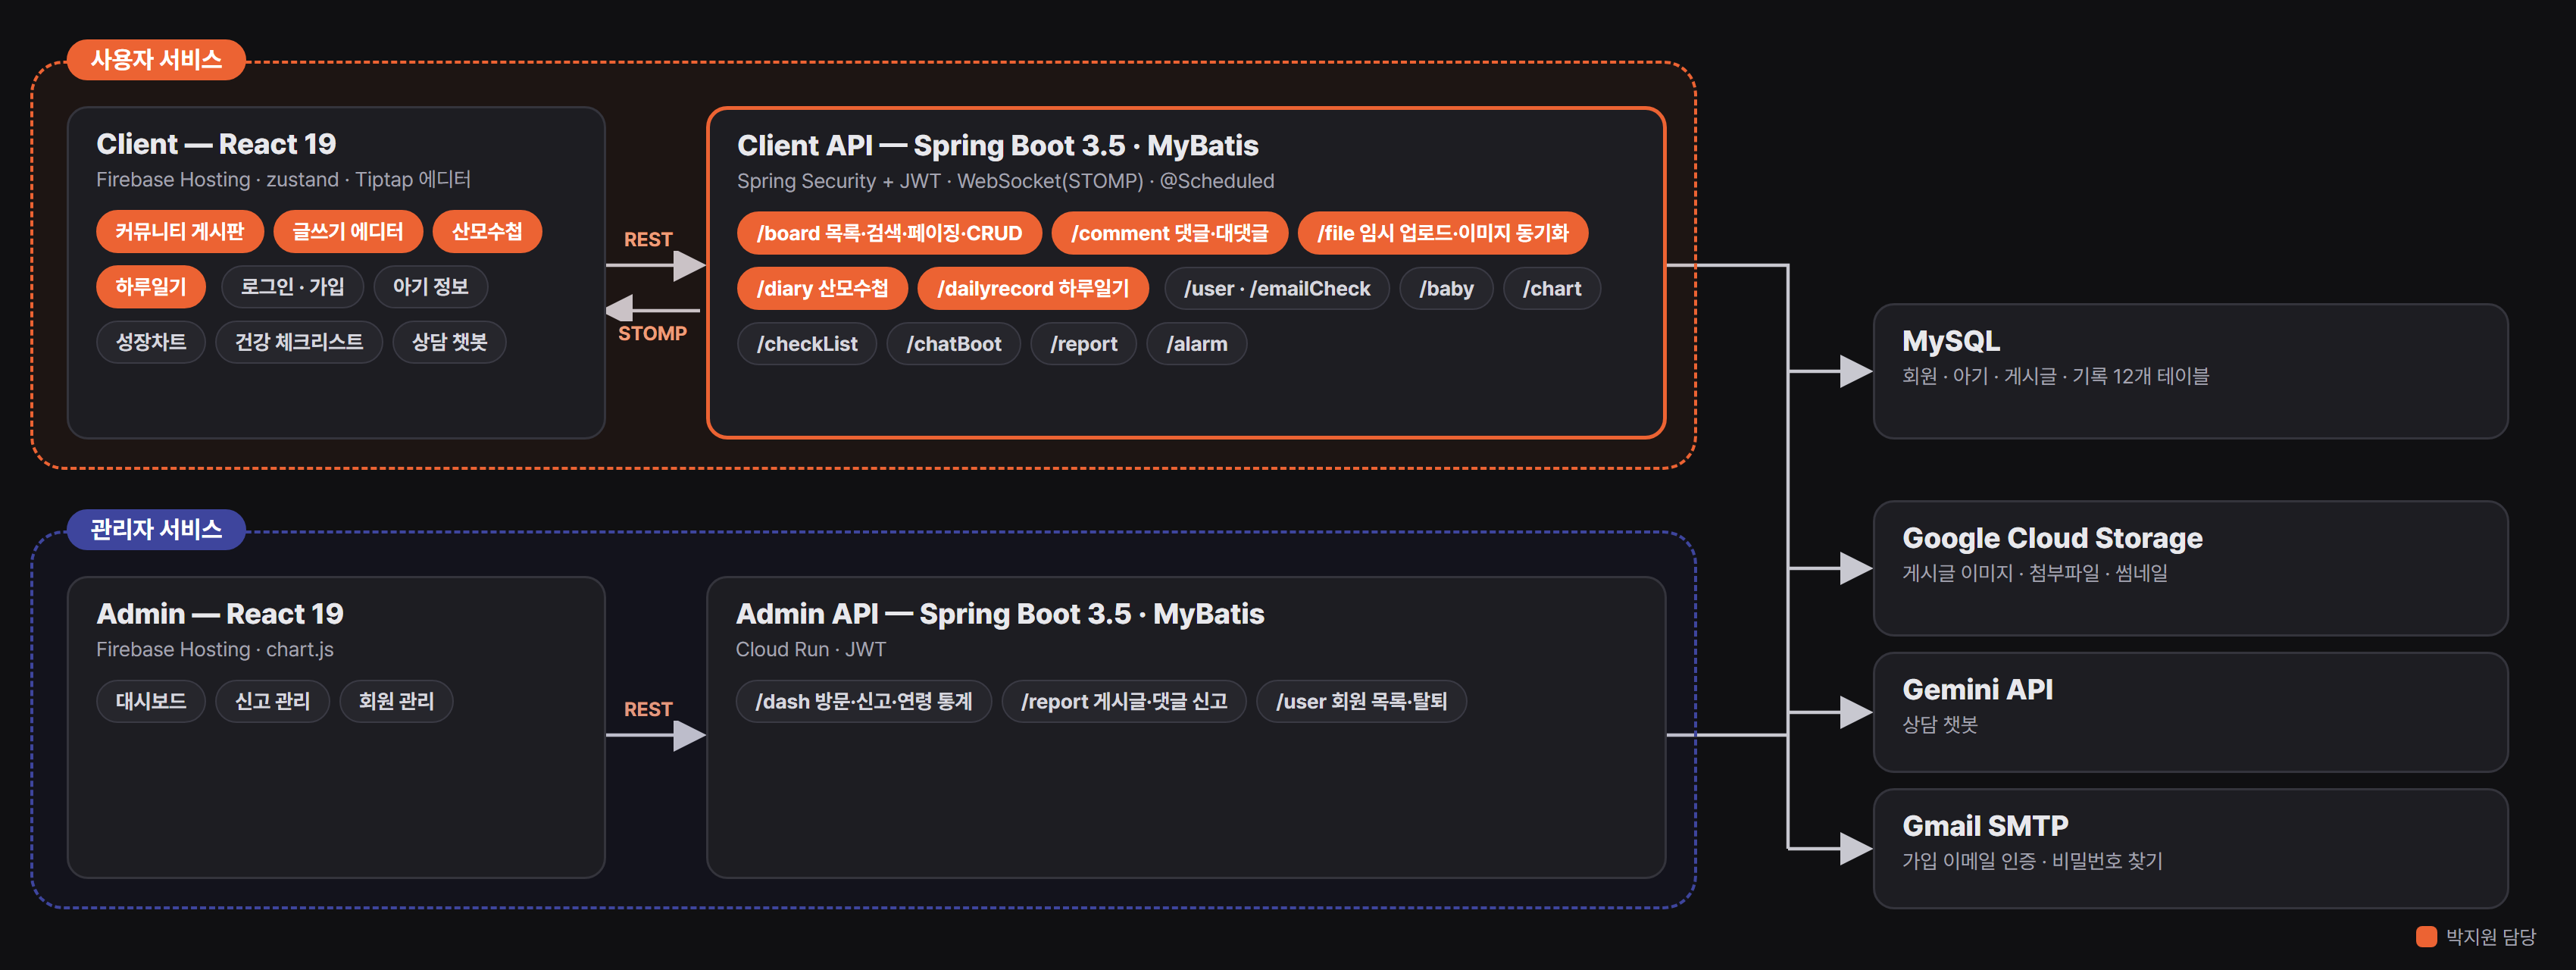 사용자 서비스
Client — React 19
Firebase Hosting · zustand · Tiptap 에디터
커뮤니티 게시판 글쓰기 에디터 산모수첩
하루일기 로그인 · 가입 아기 정보
성장차트 건강 체크리스트 상담 챗봇
REST
STOMP
Client API — Spring Boot 3.5 · MyBatis
Spring Security + JWT · WebSocket(STOMP) · @Scheduled
/board 목록·검색·페이징·CRUD /comment 댓글·대댓글 /file 임시 업로드·이미지 동기화
/diary 산모수첩 /dailyrecord 하루일기 /user · /emailCheck /baby /chart
/checkList /chatBoot /report /alarm
관리자 서비스
Admin — React 19
Firebase Hosting · chart.js
대시보드 신고 관리 회원 관리
REST
Admin API — Spring Boot 3.5 · MyBatis
Cloud Run · JWT
/dash 방문·신고·연령 통계 /report 게시글·댓글 신고 /user 회원 목록·탈퇴
MySQL
회원 · 아기 · 게시글 · 기록 12개 테이블
Google Cloud Storage
게시글 이미지 · 첨부파일 · 썸네일
Gemini API
상담 챗봇
Gmail SMTP
가입 이메일 인증 · 비밀번호 찾기
박지원 담당